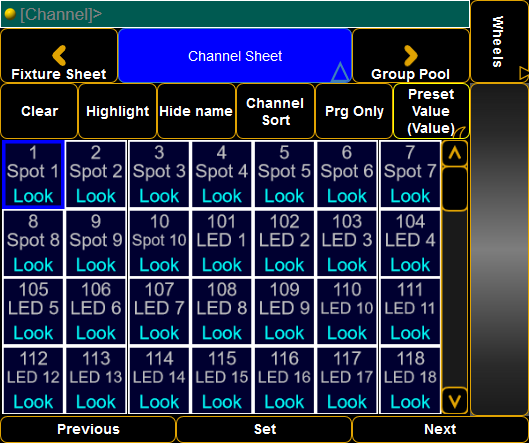 [Channel]>
Wheels
Fixture Sheet
Channel Sheet
Group Pool
Clear
Highlight
Hide name
Channel
Sort
Prg Only
Preset
Value
(Value)
1 2 3 4 5 6 7
Spot 1 Spot 2 Spot 3 Spot 4 Spot 5 Spot 6 Spot 7
Look Look Look Look Look Look Look
8 9 10 101 102 103 104
Spot 8 Spot 9 Spot 10 LED 1 LED 2 LED 3 LED 4
Look Look Look Look Look Look Look
105 106 107 108 109 110 111
LED 5 LED 6 LED 7 LED 8 LED 9 LED 10 LED 11
Look Look Look Look Look Look Look
112 113 114 115 116 117 118
LED 12 LED 13 LED 14 LED 15 LED 16 LED 17 LED 18
Look Look Look Look Look Look Look
Previous
Set
Next